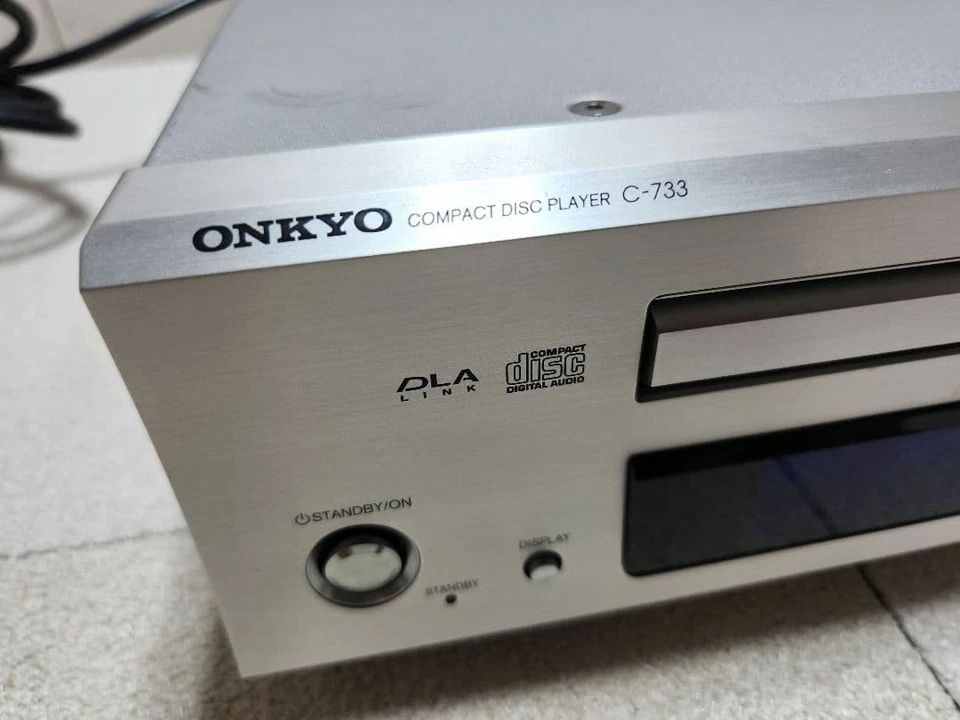 ONKYO COMPACT DISC PLAYER C-733
DLA LINK
COMPACT disc DIGITAL AUDIO
STANDBY/ON
DISPLAY
STANDBY